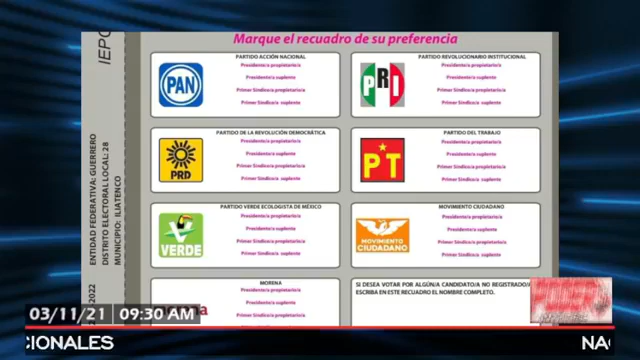 Marque el recuadro de su preferencia
IEPC
ENTIDAD FEDERATIVA: GUERRERO
DISTRITO ELECTORAL LOCAL: 28
MUNICIPIO: ILIATENCO
-2022
PARTIDO ACCIÓN NACIONAL
PAN
Presidente/a propietario/a
Presidente/a suplente
Primer Síndico/a propietario/a
Primer Síndico/a suplente
PARTIDO REVOLUCIONARIO INSTITUCIONAL
PRI
Presidente/a propietario/a
Presidente/a suplente
Primer Síndico/a propietario/a
Primer Síndico/a suplente
PARTIDO DE LA REVOLUCIÓN DEMOCRÁTICA
PRD
Presidente/a propietario/a
Presidente/a suplente
Primer Síndico/a propietario/a
Primer Síndico/a suplente
PARTIDO DEL TRABAJO
PT
Presidente/a propietario/a
Presidente/a suplente
Primer Síndico/a propietario/a
Primer Síndico/a suplente
PARTIDO VERDE ECOLOGISTA DE MÉXICO
VERDE
Presidente/a propietario/a
Presidente/a suplente
Primer Síndico/a propietario/a
Primer Síndico/a suplente
MOVIMIENTO CIUDADANO
MOVIMIENTO
CIUDADANO
Presidente/a propietario/a
Presidente/a suplente
Primer Síndico/a propietario/a
Primer Síndico/a suplente
MORENA
Presidente/a propietario/a
Presidente/a suplente
Primer Síndico/a propietario/a
SI DESEA VOTAR POR ALGÚN/A CANDIDATO/A NO REGISTRADO/A
ESCRIBA EN ESTE RECUADRO EL NOMBRE COMPLETO.
03/11/21 09:30 AM
CIONALES
NAC